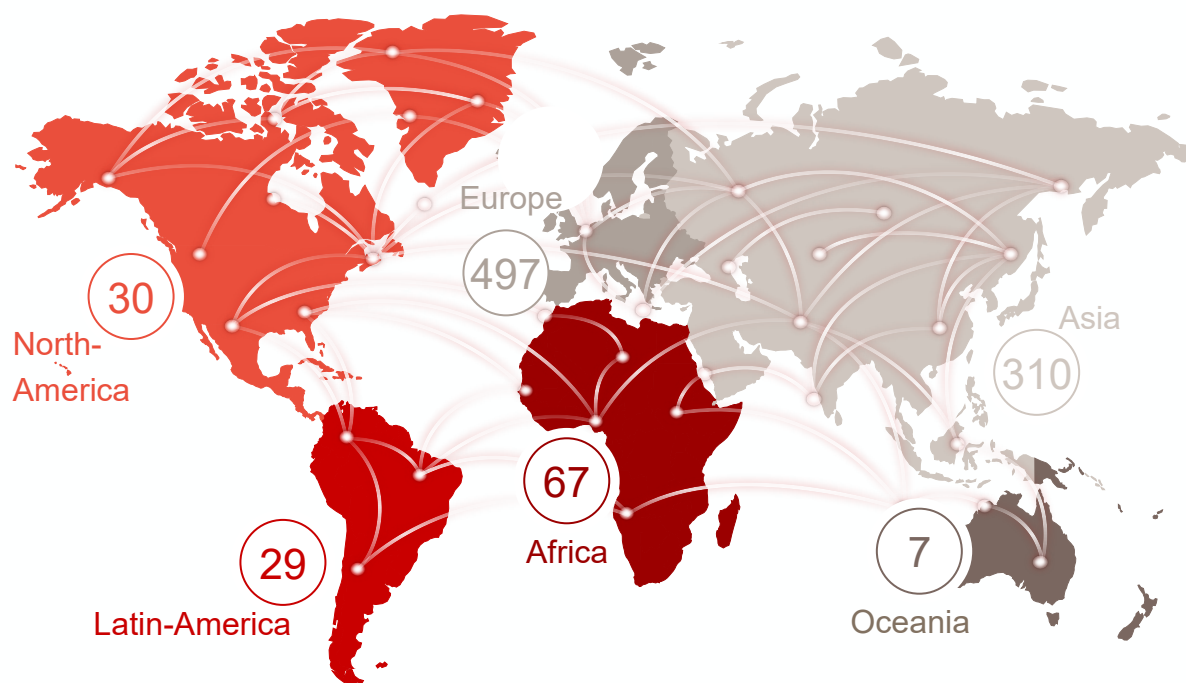 Europe
497
30
North-
America
Asia
310
67
Africa
29
Latin-America
7
Oceania